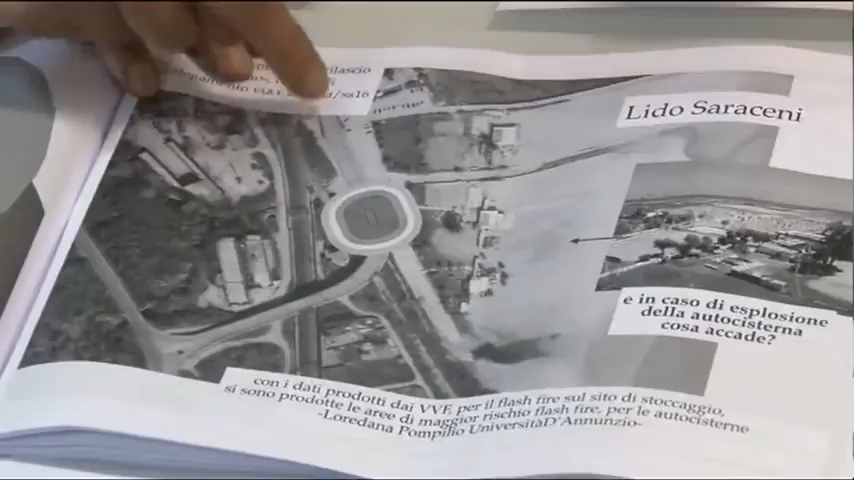 rilascio
/ss16
Lido Saraceni
e in caso di esplosione
della autocisterna
cosa accade?
con i dati prodotti dai VVF per il flash fire sul sito di stoccaggio,
si sono prodotte le aree di maggior rischio flash fire, per le autocisterne
-Loredana Pompilio UniversitàD'Annunzio-